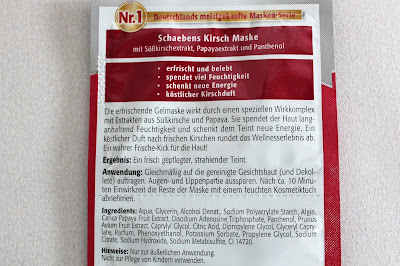 Nr.1 Deutschlands meistgekaufte Masken-Serie
Schaebens Kirsch Maske
mit Süßkirschextrakt, Papayaextrakt und Panthenol
• erfrischt und belebt
• spendet viel Feuchtigkeit
• schenkt neue Energie
• köstlicher Kirschduft
Die erfrischende Gelmaske wirkt durch einen speziellen Wirkkomplex
mit Extrakten aus Süßkirsche und Papaya. Sie spendet der Haut lang-
anhaltend Feuchtigkeit und schenkt dem Teint neue Energie. Ein
köstlicher Duft nach frischen Kirschen rundet das Wellnesserlebnis ab.
Ein wahrer Frische-Kick für die Haut!
Ergebnis: Ein frisch gepflegter, strahlender Teint.
Anwendung: Gleichmäßig auf die gereinigte Gesichtshaut (und Dekol-
leté) auftragen. Augen- und Lippenpartie aussparen. Nach ca. 10 Minu-
ten Einwirkzeit die Reste der Maske mit einem feuchten Kosmetiktuch
abnehmen.
Ingredients: Aqua, Glycerin, Alcohol Denat., Sodium Polyacrylate Starch, Algin,
Carica Papaya Fruit Extract, Disodium Adenosine Triphosphate, Panthenol, Prunus
Avium Fruit Extract, Caprylyl Glycol, Citric Acid, Dipropylene Glycol, Glyceryl Capry-
late, Parfum, Phenoxyethanol, Potassium Sorbate, Propylene Glycol, Sodium
Citrate, Sodium Hydroxide, Sodium Metabisulfite, CI 14720.
Hinweise: Nur zur äußerlichen Anwendung.
Nicht zur Pflege von Kindern verwenden.